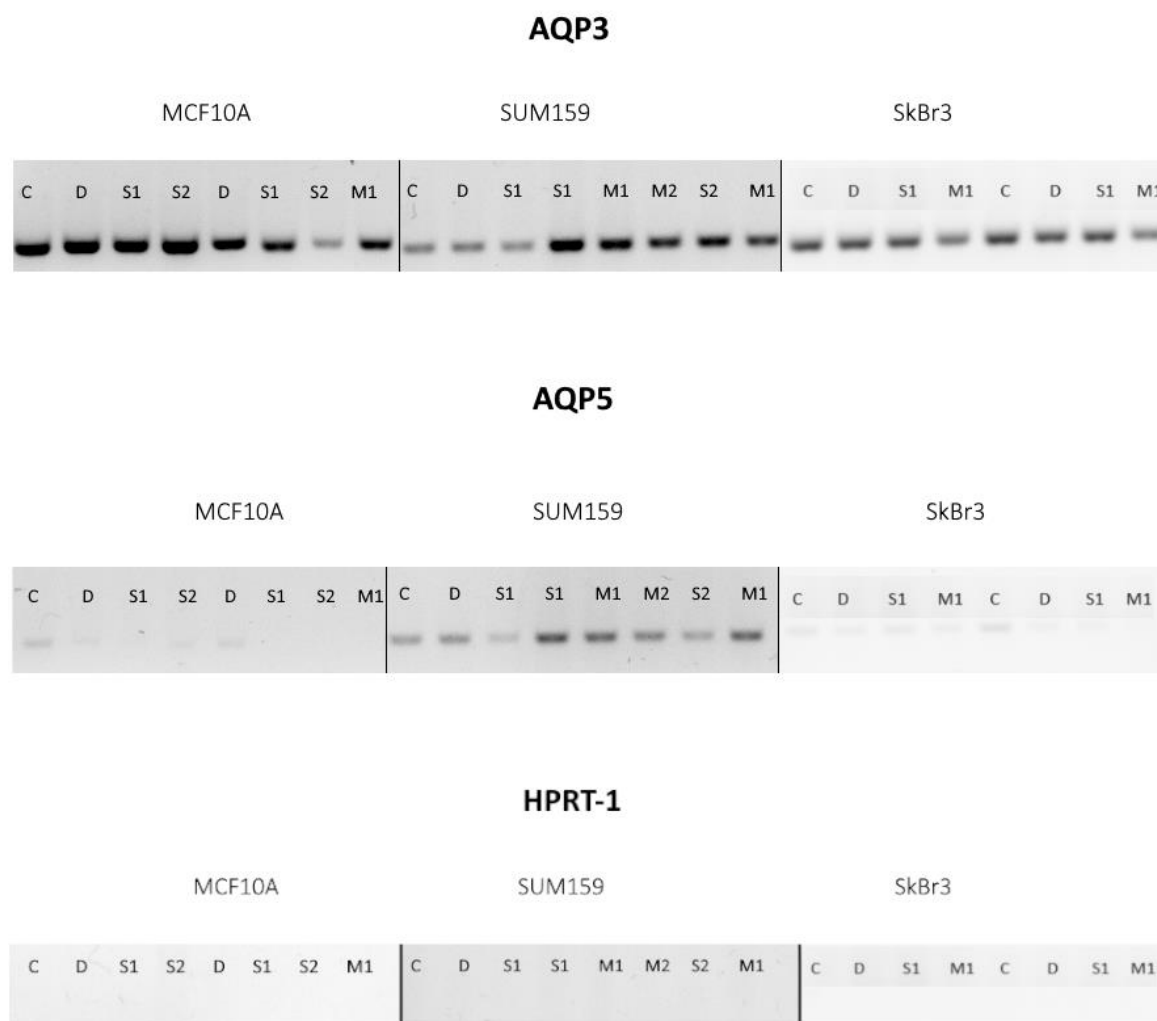 AQP3
MCF10A SUM159 SkBr3
C D S1 S2 D S1 S2 M1 C D S1 S1 M1 M2 S2 M1 C D S1 M1 C D S1 M1
AQP5
MCF10A SUM159 SkBr3
C D S1 S2 D S1 S2 M1 C D S1 S1 M1 M2 S2 M1 C D S1 M1 C D S1 M1
HPRT-1
MCF10A SUM159 SkBr3
C D S1 S2 D S1 S2 M1 C D S1 S1 M1 M2 S2 M1 C D S1 M1 C D S1 M1